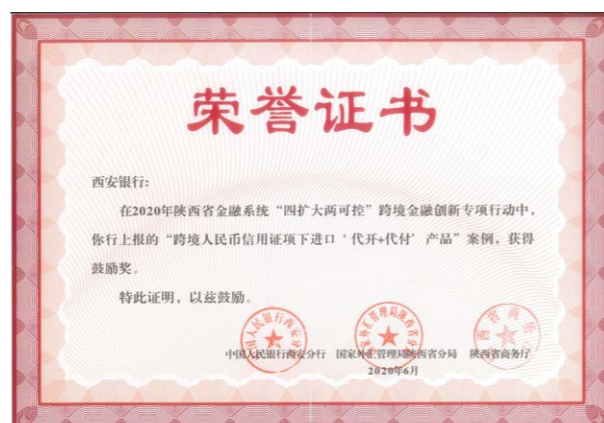 荣誉证书
西安银行:
在2020年陕西省金融系统“四扩大两可控”跨境金融创新专项行动中,
你行上报的“跨境人民币信用证项下进口‘代开+代付’产品”案例,获得
鼓励奖。
特此证明,以兹鼓励。
中国人民银行西安分行 国家外汇管理局陕西省分局 陕西省商务厅
2020年6月